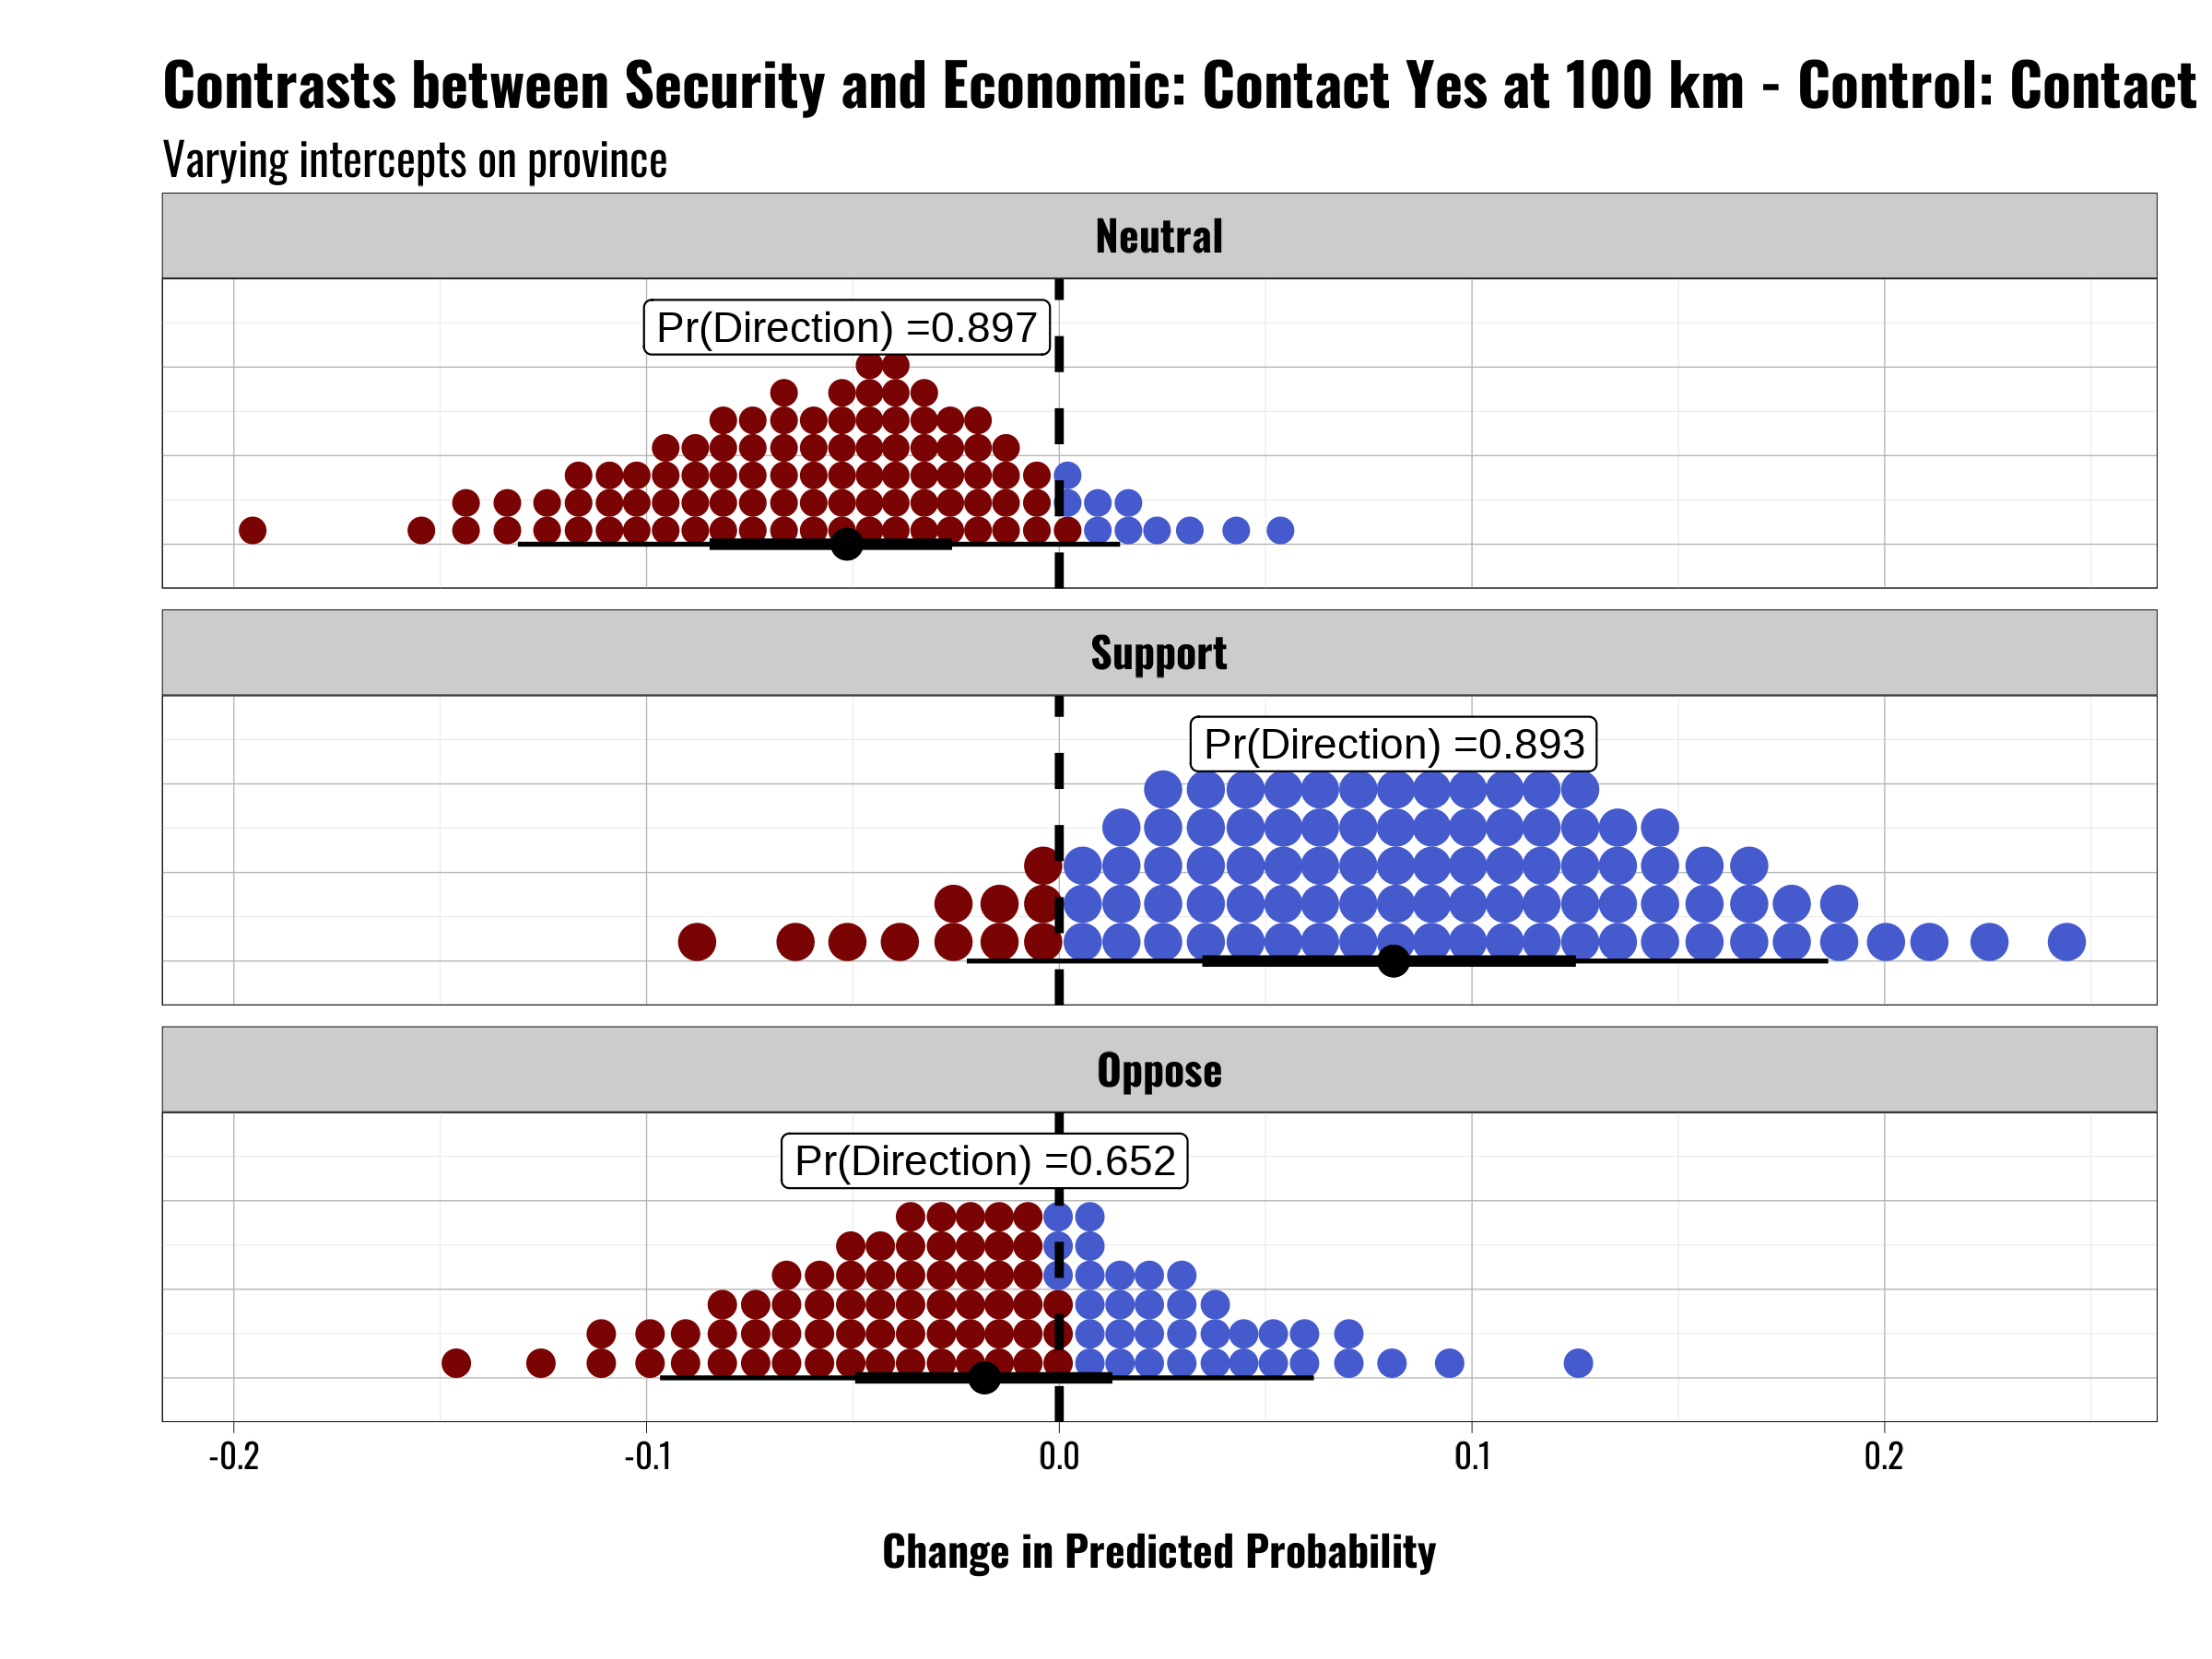 Contrasts between Security and Economic: Contact Yes at 100 km - Control: Contact
Varying intercepts on province
Neutral
Pr(Direction) =0.897
Support
Pr(Direction) =0.893
Oppose
Pr(Direction) =0.652
-0.2 -0.1 0.0 0.1 0.2
Change in Predicted Probability